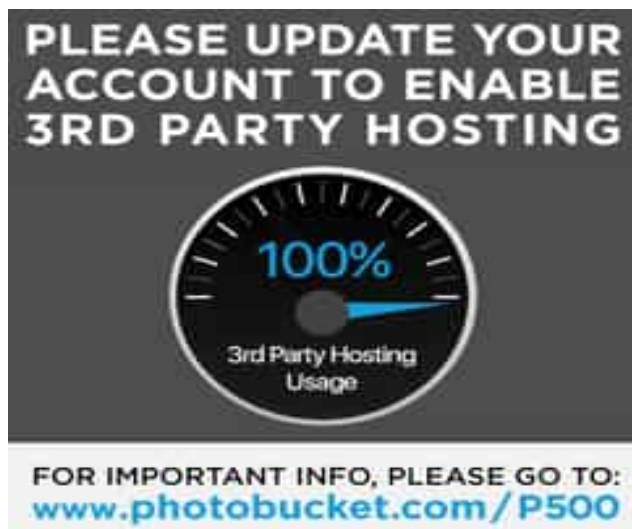 PLEASE UPDATE YOUR
ACCOUNT TO ENABLE
3RD PARTY HOSTING
100%
3rd Party Hosting
Usage
FOR IMPORTANT INFO, PLEASE GO TO:
www.photobucket.com/P500